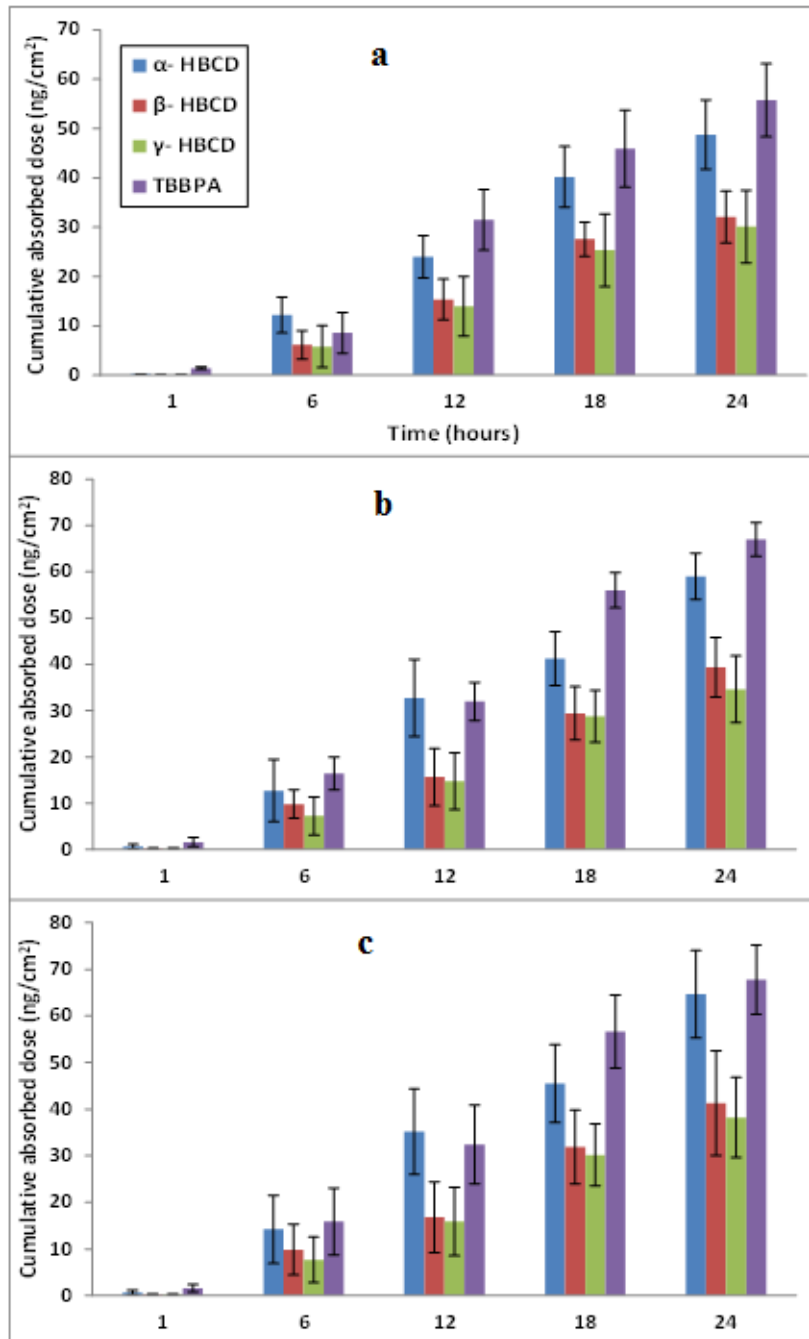 a
α- HBCD
β- HBCD
γ- HBCD
TBBPA
Cumulative absorbed dose (ng/cm²)
70
60
50
40
30
20
10
0
1 6 12 18 24
Time (hours)
b
Cumulative absorbed dose (ng/cm²)
80
70
60
50
40
30
20
10
0
1 6 12 18 24
c
Cumulative absorbed dose (ng/cm²)
80
70
60
50
40
30
20
10
0
1 6 12 18 24